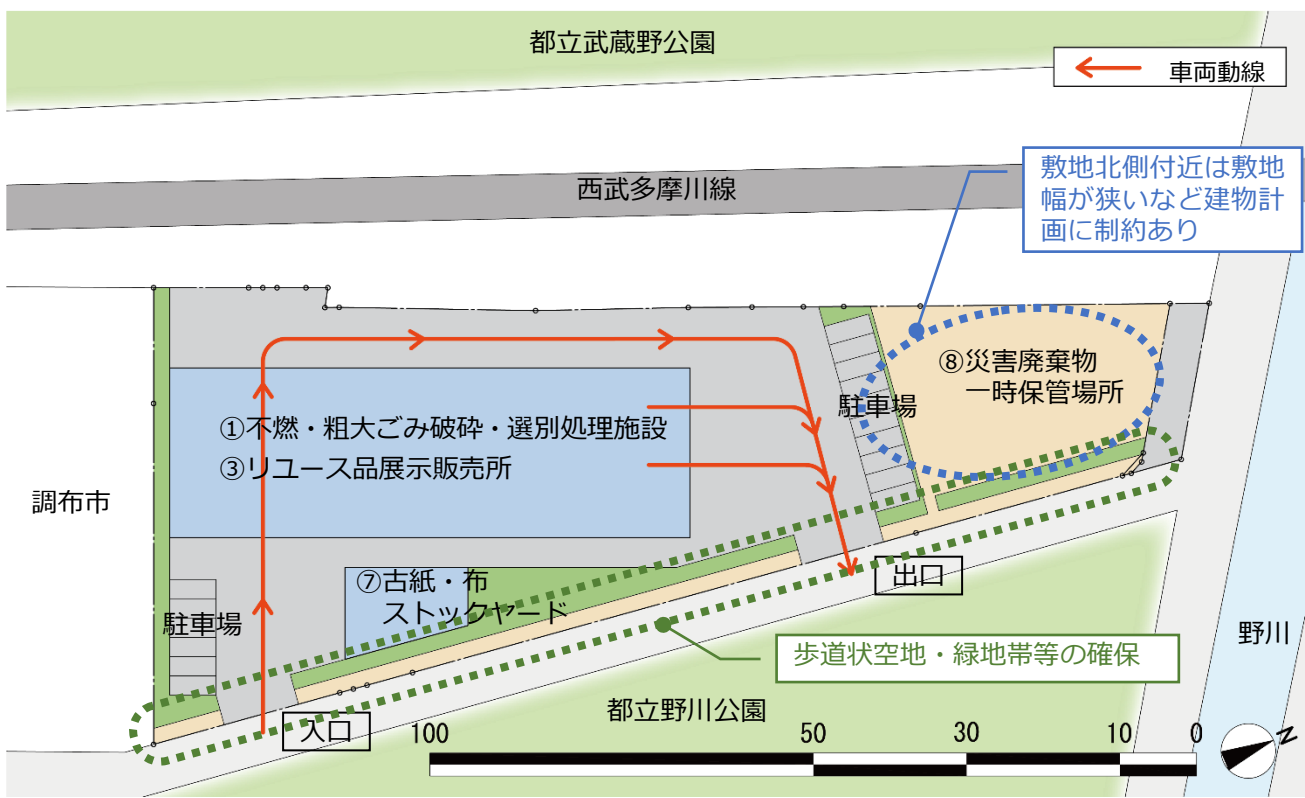 都立武蔵野公園
車両動線
西武多摩川線
敷地北側付近は敷地
幅が狭いなど建物計
画に制約あり
⑧災害廃棄物
一時保管場所
駐車場
①不燃・粗大ごみ破砕・選別処理施設
③リユース品展示販売所
調布市
⑦古紙・布
ストックヤード
駐車場
出口
歩道状空地・緑地帯等の確保
野川
都立野川公園
入口
100 50 30 10 0
N